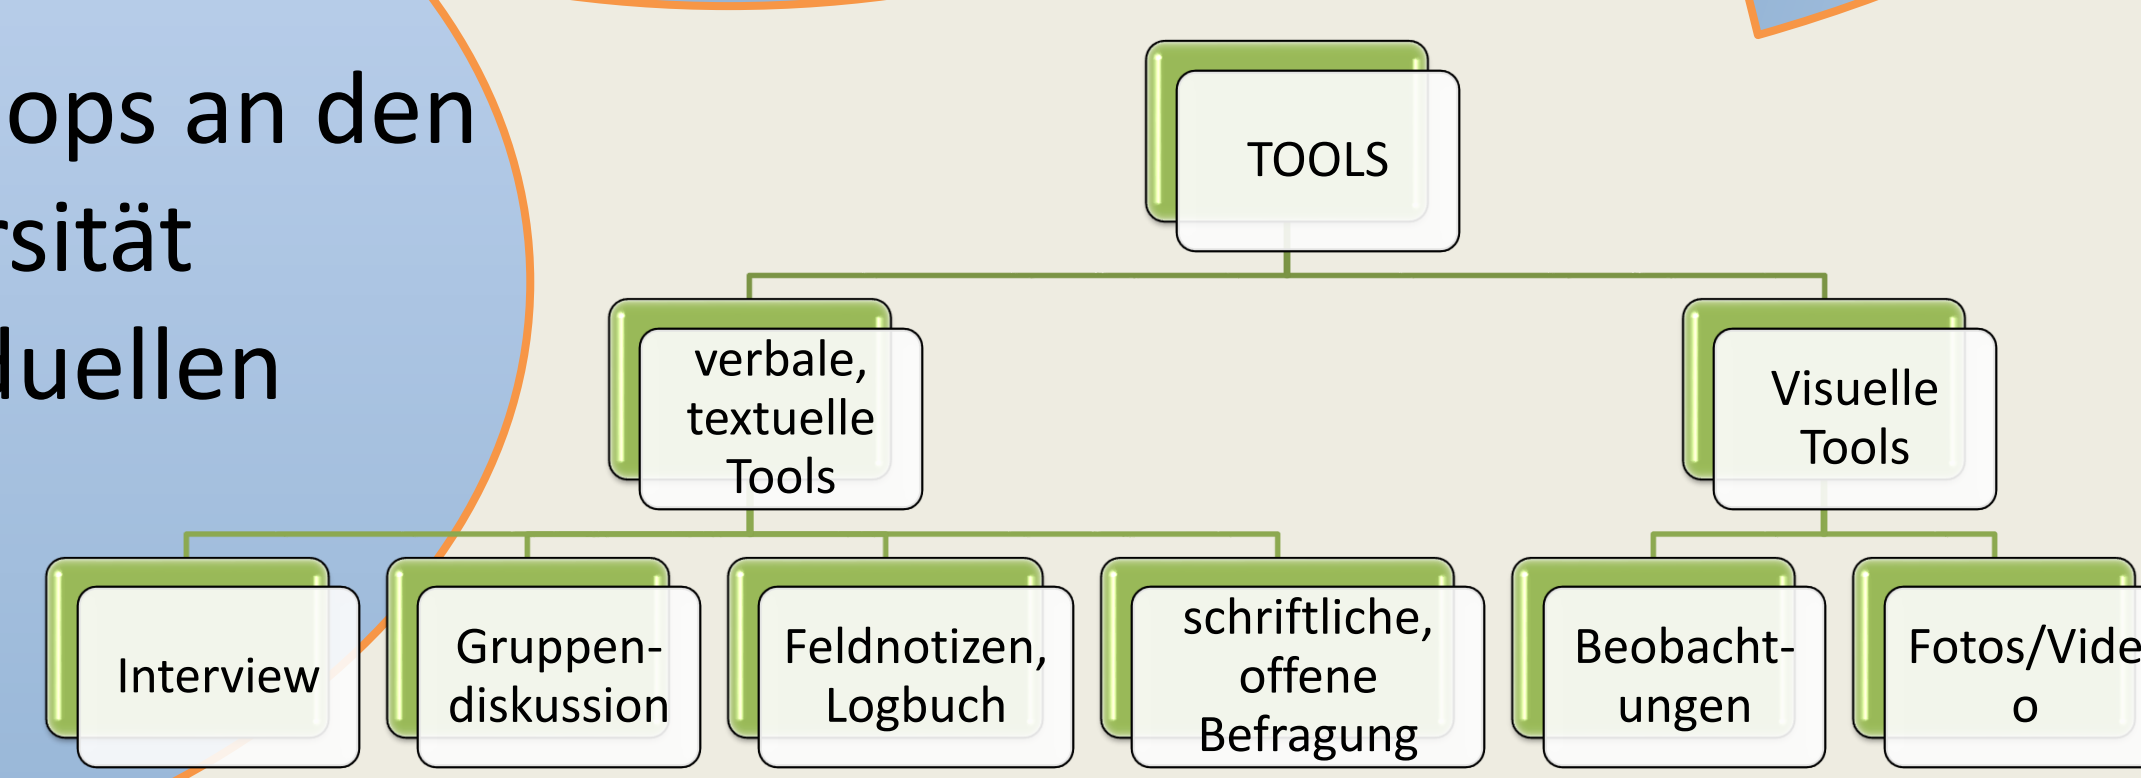 ops an den
rsität
duellen
TOOLS
verbale,
textuelle
Tools
Visuelle
Tools
Interview
Gruppen-
diskussion
Feldnotizen,
Logbuch
schriftliche,
offene
Befragung
Beobacht-
ungen
Fotos/Vide
o